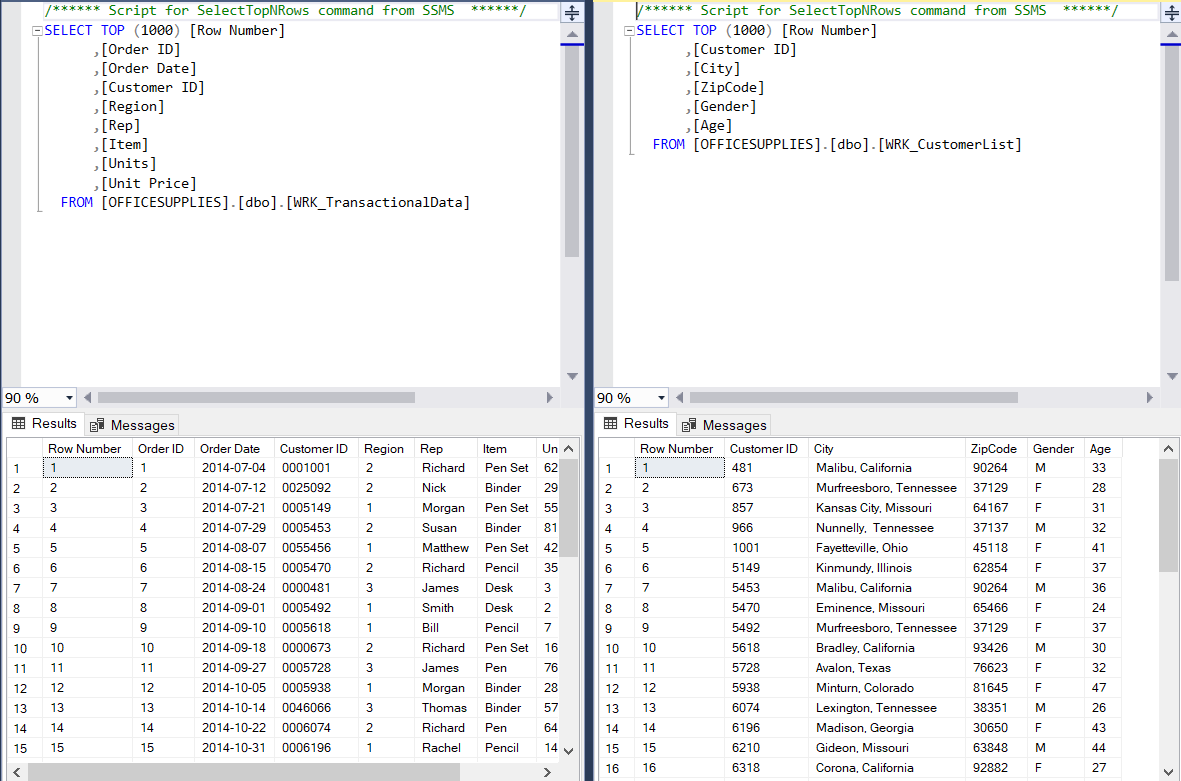 /****** Script for SelectTopNRows command from SSMS  ******/
SELECT TOP (1000) [Row Number]
,[Order ID]
,[Order Date]
,[Customer ID]
,[Region]
,[Rep]
,[Item]
,[Units]
,[Unit Price]
FROM [OFFICESUPPLIES].[dbo].[WRK_TransactionalData]
90 %
Results Messages
Row Number Order ID Order Date Customer ID Region Rep Item Un
1 1 1 2014-07-04 0001001 2 Richard Pen Set 62
2 2 2 2014-07-12 0025092 2 Nick Binder 29
3 3 3 2014-07-21 0005149 1 Morgan Pen Set 55
4 4 4 2014-07-29 0005453 2 Susan Binder 81
5 5 5 2014-08-07 0055456 1 Matthew Pen Set 42
6 6 6 2014-08-15 0005470 2 Richard Pencil 35
7 7 7 2014-08-24 0000481 3 James Desk 3
8 8 8 2014-09-01 0005492 1 Smith Desk 2
9 9 9 2014-09-10 0005618 1 Bill Pencil 7
10 10 10 2014-09-18 0000673 2 Richard Pen Set 16
11 11 11 2014-09-27 0005728 3 James Pen 76
12 12 12 2014-10-05 0005938 1 Morgan Binder 28
13 13 13 2014-10-14 0046066 3 Thomas Binder 57
14 14 14 2014-10-22 0006074 2 Richard Pen 64
15 15 15 2014-10-31 0006196 1 Rachel Pencil 14
/****** Script for SelectTopNRows command from SSMS  ******/
SELECT TOP (1000) [Row Number]
,[Customer ID]
,[City]
,[ZipCode]
,[Gender]
,[Age]
FROM [OFFICESUPPLIES].[dbo].[WRK_CustomerList]
90 %
Results Messages
Row Number Customer ID City ZipCode Gender Age
1 1 481 Malibu, California 90264 M 33
2 2 673 Murfreesboro, Tennessee 37129 F 28
3 3 857 Kansas City, Missouri 64167 F 31
4 4 966 Nunnelly,  Tennessee 37137 M 32
5 5 1001 Fayetteville, Ohio 45118 F 41
6 6 5149 Kinmundy, Illinois 62854 F 37
7 7 5453 Malibu, California 90264 M 36
8 8 5470 Eminence, Missouri 65466 F 24
9 9 5492 Murfreesboro, Tennessee 37129 F 37
10 10 5618 Bradley, California 93426 M 30
11 11 5728 Avalon, Texas 76623 F 32
12 12 5938 Minturn, Colorado 81645 F 47
13 13 6074 Lexington, Tennessee 38351 M 26
14 14 6196 Madison, Georgia 30650 F 43
15 15 6210 Gideon, Missouri 63848 M 44
16 16 6318 Corona, California 92882 F 27